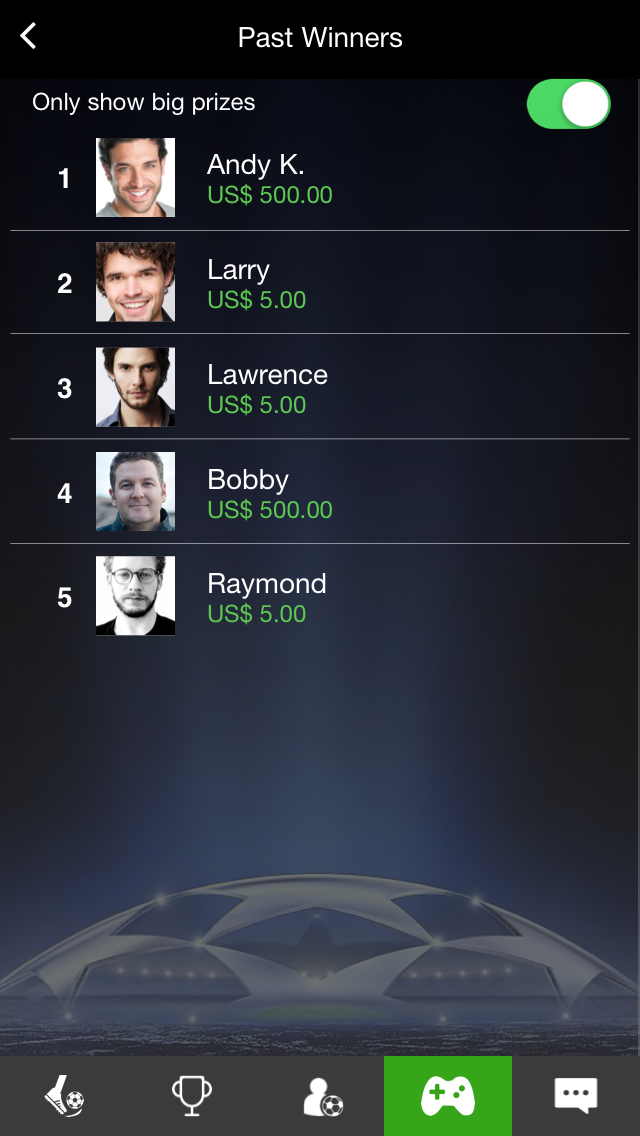 Past Winners
Only show big prizes
1
Andy K.
US$ 500.00
2
Larry
US$ 5.00
3
Lawrence
US$ 5.00
4
Bobby
US$ 500.00
5
Raymond
US$ 5.00